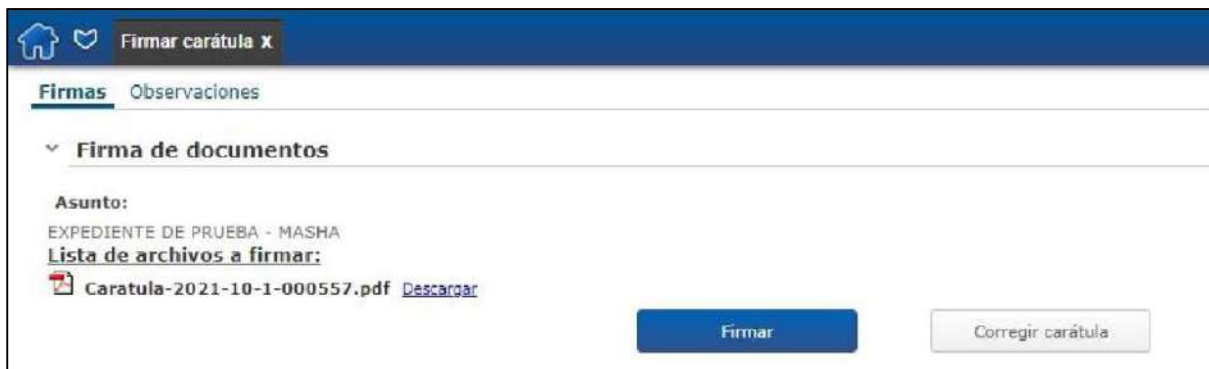 Firmar carátula x
Firmas Observaciones
Firma de documentos
Asunto:
EXPEDIENTE DE PRUEBA - MASHA
Lista de archivos a firmar:
Caratula-2021-10-1-000557.pdf Descargar
Firmar Corregir carátula